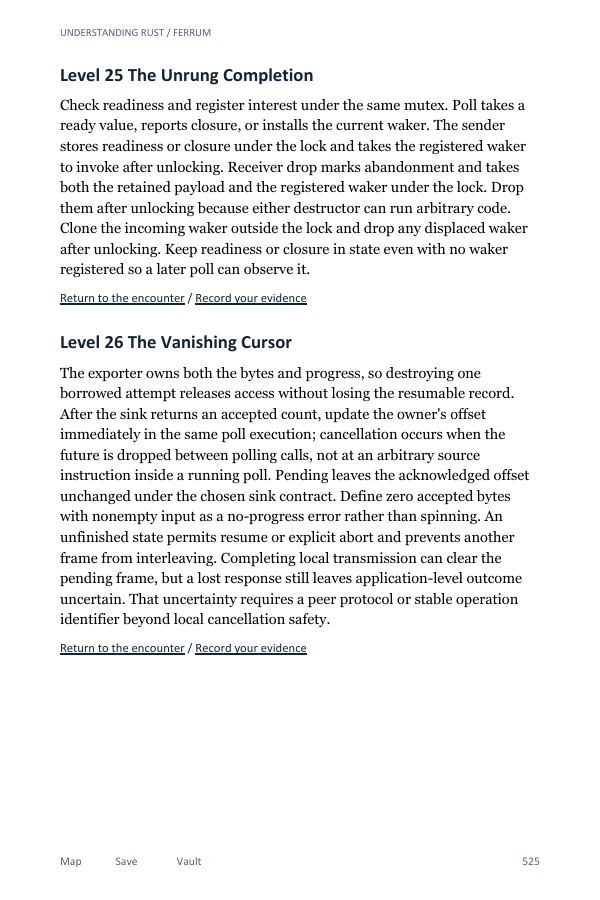 UNDERSTANDING RUST / FERRUM
Level 25 The Unrung Completion
Check readiness and register interest under the same mutex. Poll takes a
ready value, reports closure, or installs the current waker. The sender
stores readiness or closure under the lock and takes the registered waker
to invoke after unlocking. Receiver drop marks abandonment and takes
both the retained payload and the registered waker under the lock. Drop
them after unlocking because either destructor can run arbitrary code.
Clone the incoming waker outside the lock and drop any displaced waker
after unlocking. Keep readiness or closure in state even with no waker
registered so a later poll can observe it.
Return to the encounter / Record your evidence
Level 26 The Vanishing Cursor
The exporter owns both the bytes and progress, so destroying one
borrowed attempt releases access without losing the resumable record.
After the sink returns an accepted count, update the owner's offset
immediately in the same poll execution; cancellation occurs when the
future is dropped between polling calls, not at an arbitrary source
instruction inside a running poll. Pending leaves the acknowledged offset
unchanged under the chosen sink contract. Define zero accepted bytes
with nonempty input as a no-progress error rather than spinning. An
unfinished state permits resume or explicit abort and prevents another
frame from interleaving. Completing local transmission can clear the
pending frame, but a lost response still leaves application-level outcome
uncertain. That uncertainty requires a peer protocol or stable operation
identifier beyond local cancellation safety.
Return to the encounter / Record your evidence
Map Save Vault 525